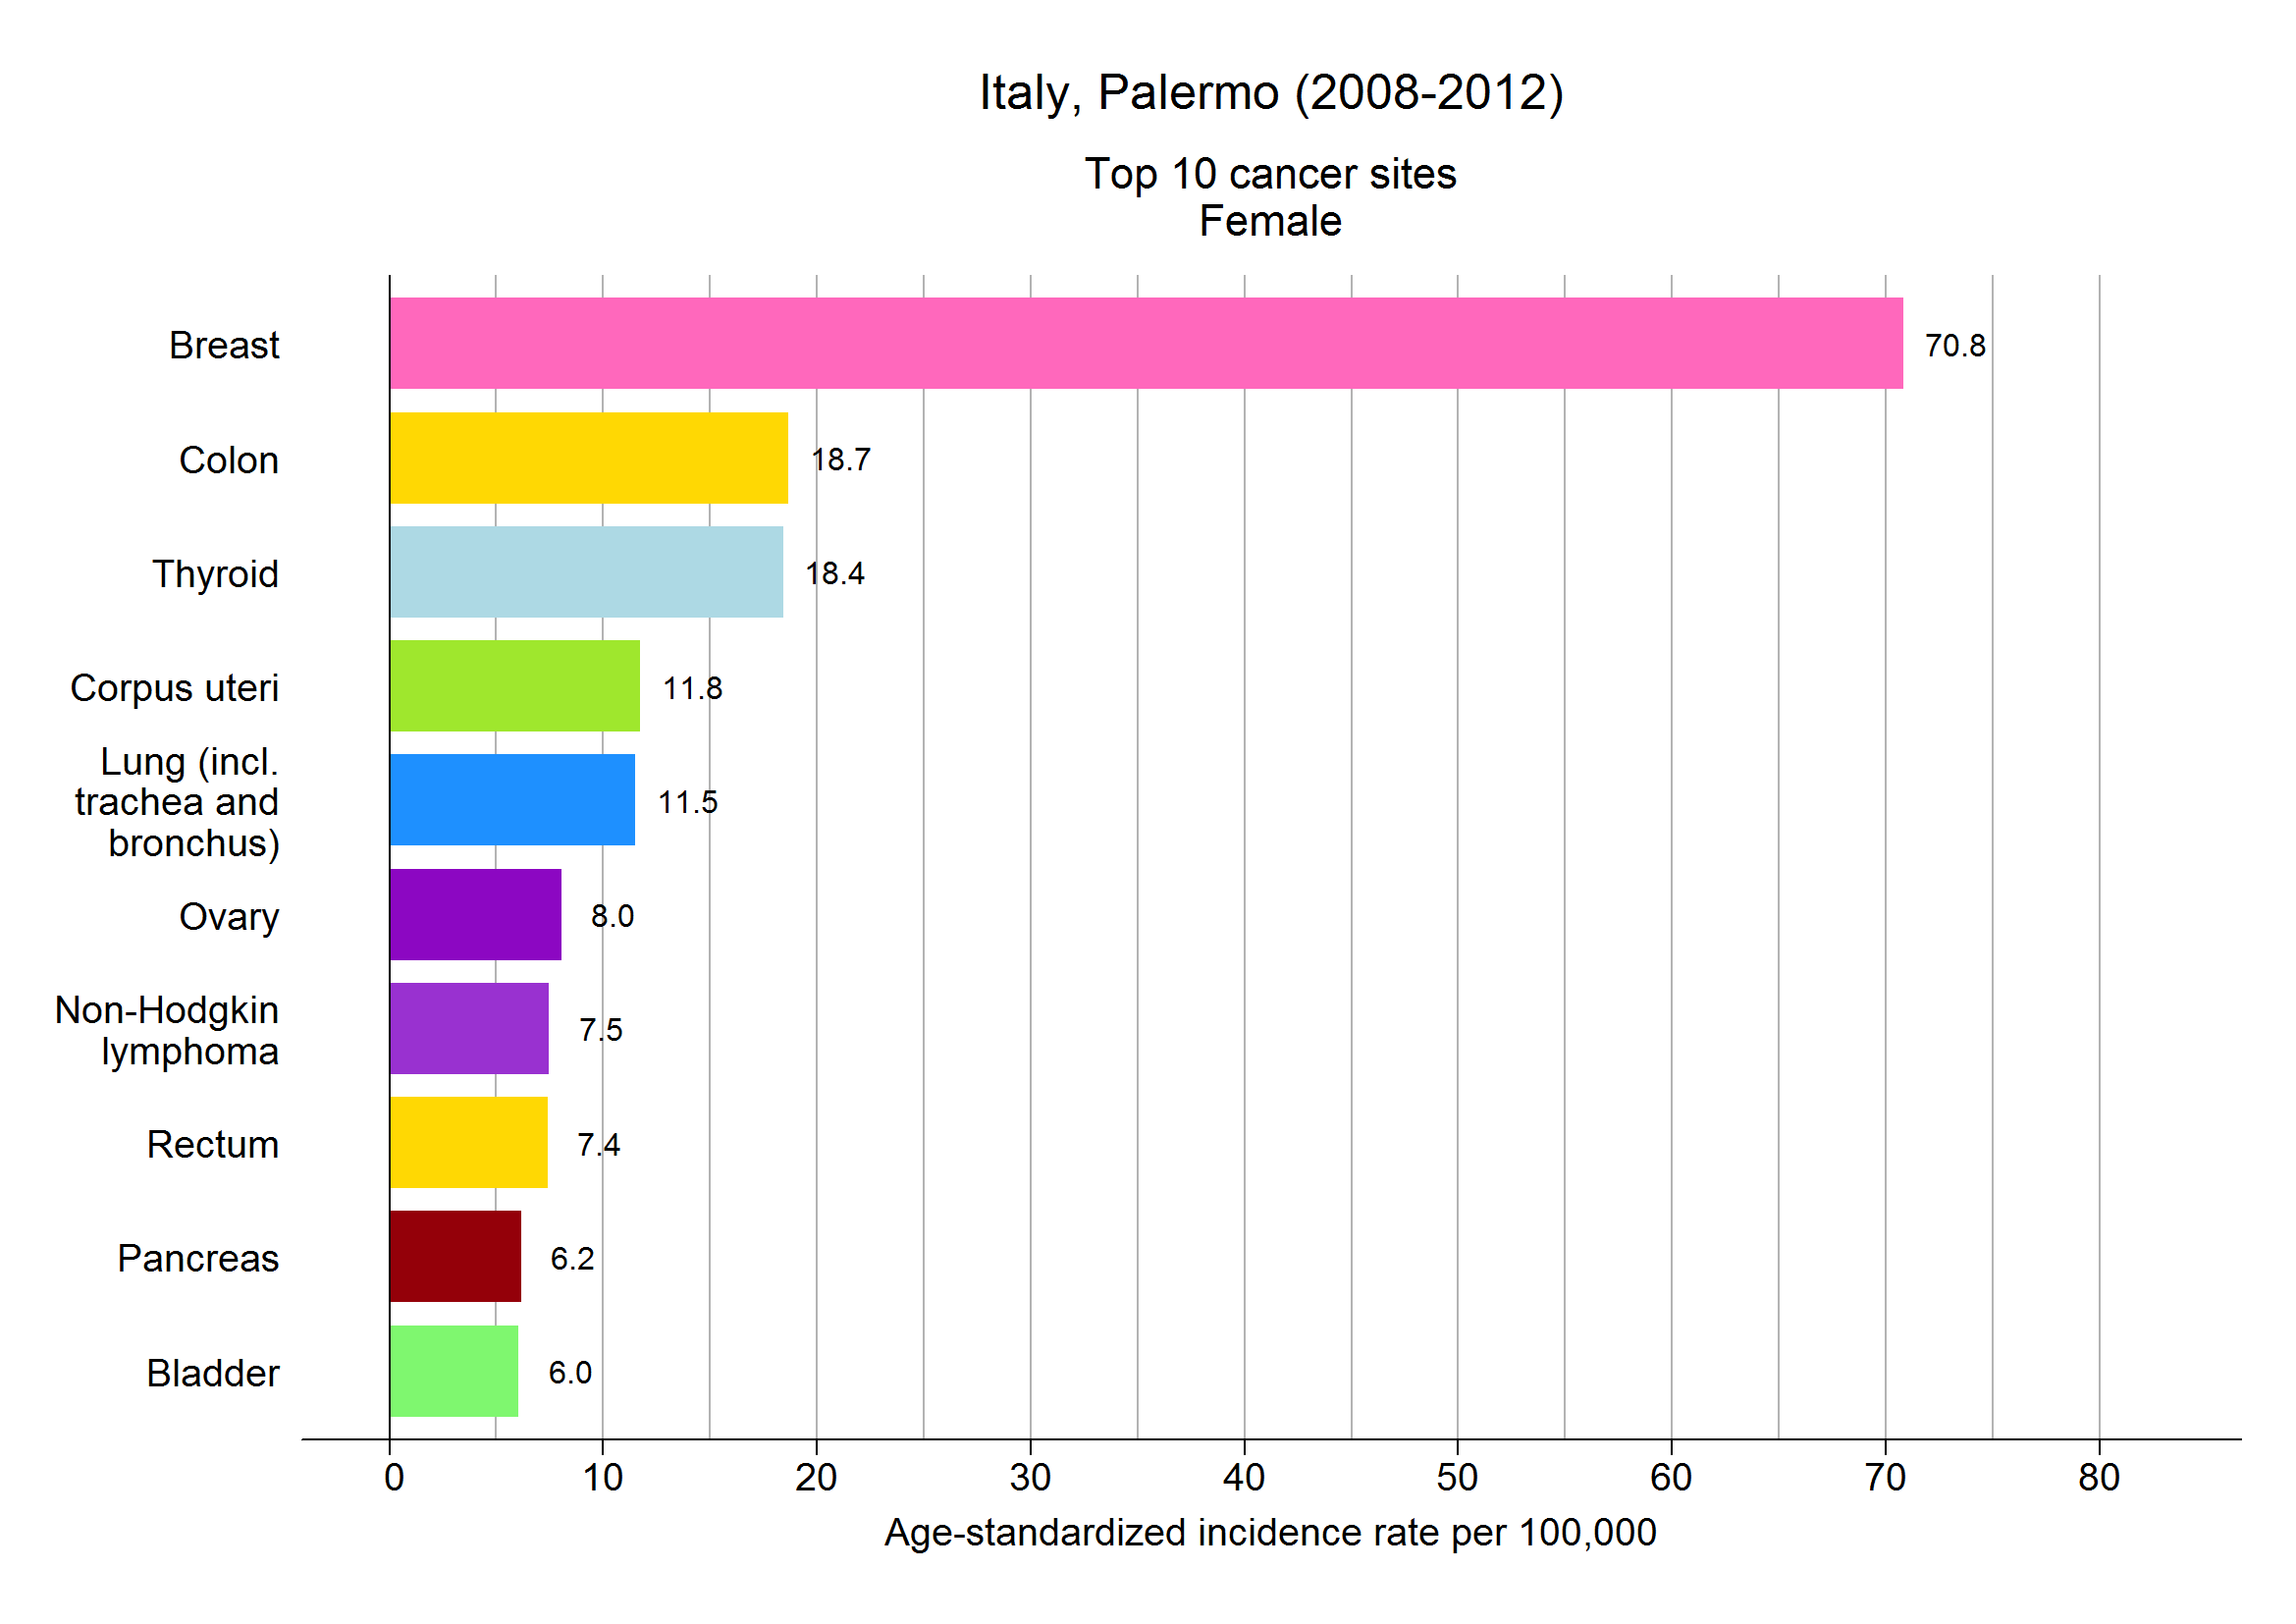 Italy, Palermo (2008-2012)
Top 10 cancer sites
Female
Breast
70.8
Colon
18.7
Thyroid
18.4
Corpus uteri
11.8
Lung (incl.
trachea and
bronchus)
11.5
Ovary
8.0
Non-Hodgkin
lymphoma
7.5
Rectum
7.4
Pancreas
6.2
Bladder
6.0
0 10 20 30 40 50 60 70 80
Age-standardized incidence rate per 100,000